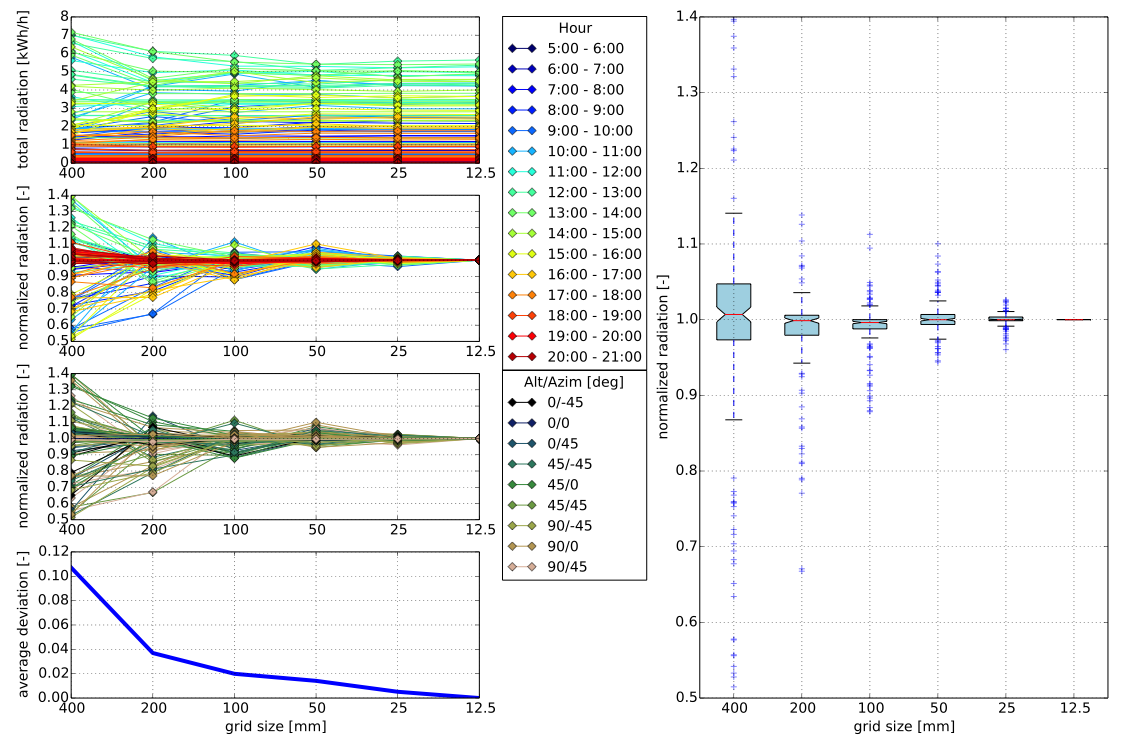 total radiation [kWh/h]
8
7
6
5
4
3
2
1
0
400 200 100 50 25 12.5
normalized radiation [-]
1.4
1.3
1.2
1.1
1.0
0.9
0.8
0.7
0.6
0.5
400 200 100 50 25 12.5
normalized radiation [-]
1.4
1.3
1.2
1.1
1.0
0.9
0.8
0.7
0.6
0.5
400 200 100 50 25 12.5
average deviation [-]
0.12
0.10
0.08
0.06
0.04
0.02
0.00
400 200 100 50 25 12.5
grid size [mm]
Hour
5:00 - 6:00
6:00 - 7:00
7:00 - 8:00
8:00 - 9:00
9:00 - 10:00
10:00 - 11:00
11:00 - 12:00
12:00 - 13:00
13:00 - 14:00
14:00 - 15:00
15:00 - 16:00
16:00 - 17:00
17:00 - 18:00
18:00 - 19:00
19:00 - 20:00
20:00 - 21:00
Alt/Azim [deg]
0/-45
0/0
0/45
45/-45
45/0
45/45
90/-45
90/0
90/45
normalized radiation [-]
1.4
1.3
1.2
1.1
1.0
0.9
0.8
0.7
0.6
0.5
400 200 100 50 25 12.5
grid size [mm]